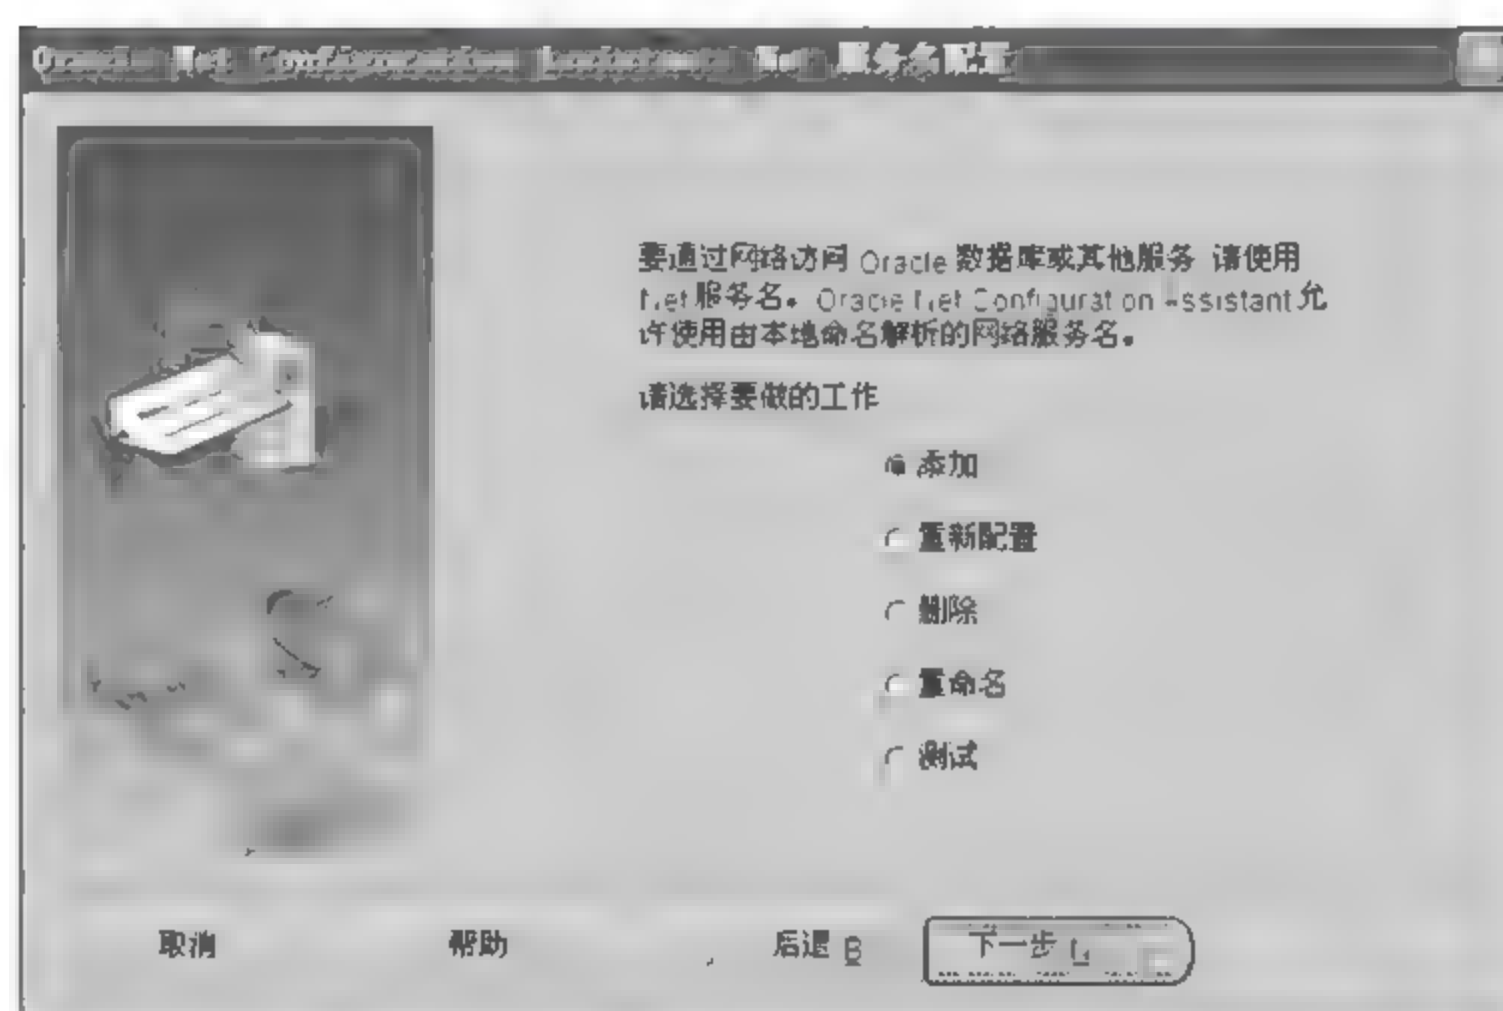 Oracle Net Configuration Assistant: Net 服务名配置
要通过网络访问 Oracle 数据库或其他服务 请使用
Net 服务名。Oracle Net Configuration Assistant 允
许使用由本地命名解析的网络服务名。
请选择要做的工作
添加
重新配置
删除
重命名
测试
取消 帮助 后退 B 下一步 N